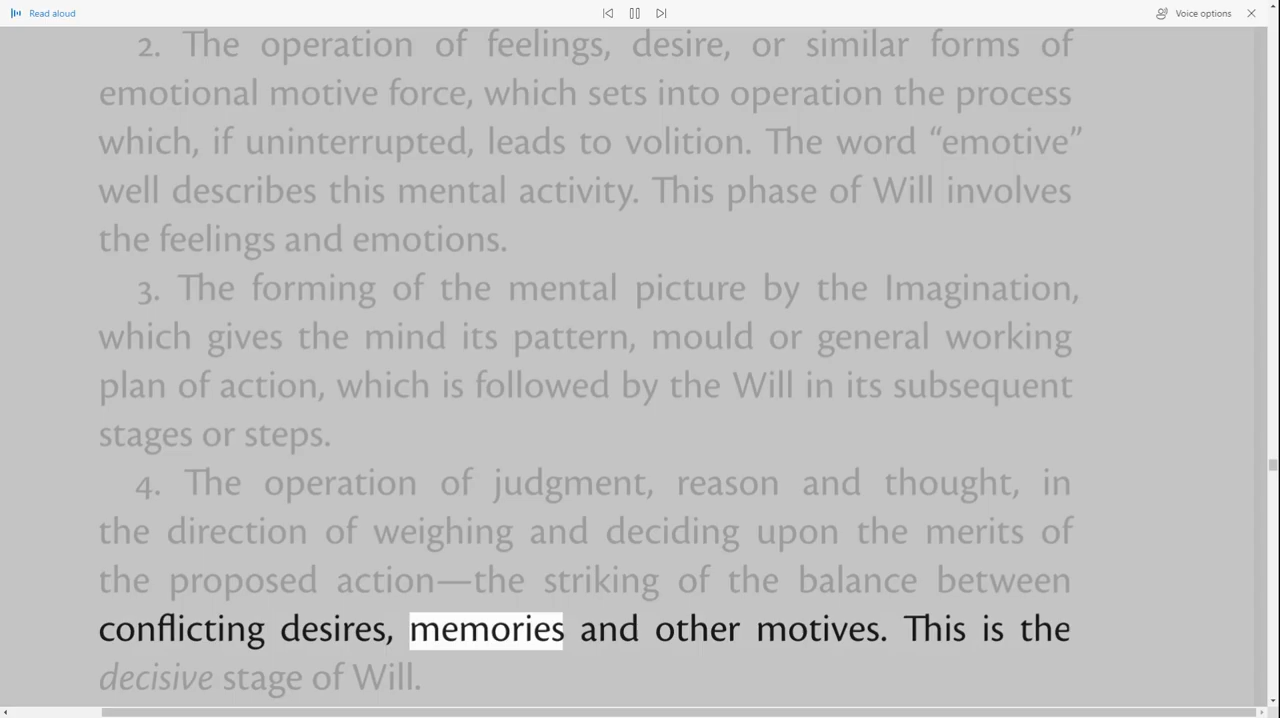 Read aloud
Voice options
2. The operation of feelings, desire, or similar forms of
emotional motive force, which sets into operation the process
which, if uninterrupted, leads to volition. The word “emotive”
well describes this mental activity. This phase of Will involves
the feelings and emotions.
3. The forming of the mental picture by the Imagination,
which gives the mind its pattern, mould or general working
plan of action, which is followed by the Will in its subsequent
stages or steps.
4. The operation of judgment, reason and thought, in
the direction of weighing and deciding upon the merits of
the proposed action—the striking of the balance between
conflicting desires, memories and other motives. This is the
decisive stage of Will.